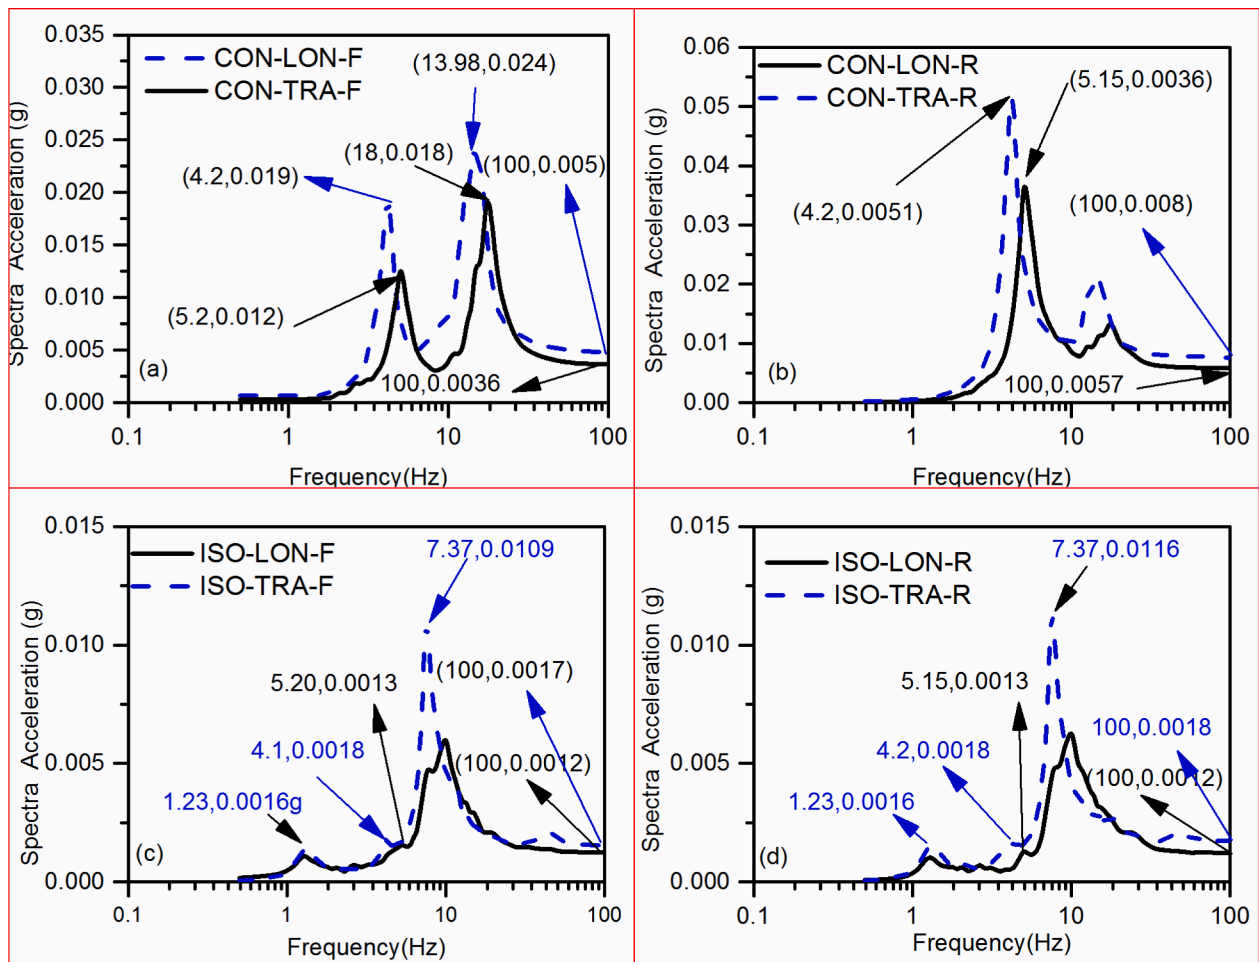 0.035
0.030
0.025
0.020
0.015
0.010
0.005
0.000
Spectra Acceleration (g)
CON-LON-F
CON-TRA-F
(13.98,0.024)
(18,0.018)
(100,0.005)
(4.2,0.019)
(5.2,0.012)
100,0.0036
(a)
0.1
1
10
100
Frequency(Hz)
0.06
0.05
0.04
0.03
0.02
0.01
0.00
Spectra Acceleration (g)
CON-LON-R
CON-TRA-R
(5.15,0.0036)
(4.2,0.0051)
(100,0.008)
100,0.0057
(b)
0.1
1
10
100
Frequency(Hz)
0.015
0.010
0.005
0.000
Spectra Acceleration (g)
ISO-LON-F
ISO-TRA-F
7.37,0.0109
5.20,0.0013
(100,0.0017)
4.1,0.0018
(100,0.0012)
1.23,0.0016g
(c)
0.1
1
10
100
Frequency(Hz)
0.015
0.010
0.005
0.000
Spectra Acceleration (g)
ISO-LON-R
ISO-TRA-R
7.37,0.0116
5.15,0.0013
4.2,0.0018
100,0.0018
(100,0.0012)
1.23,0.0016
(d)
0.1
1
10
100
Frequency(Hz)